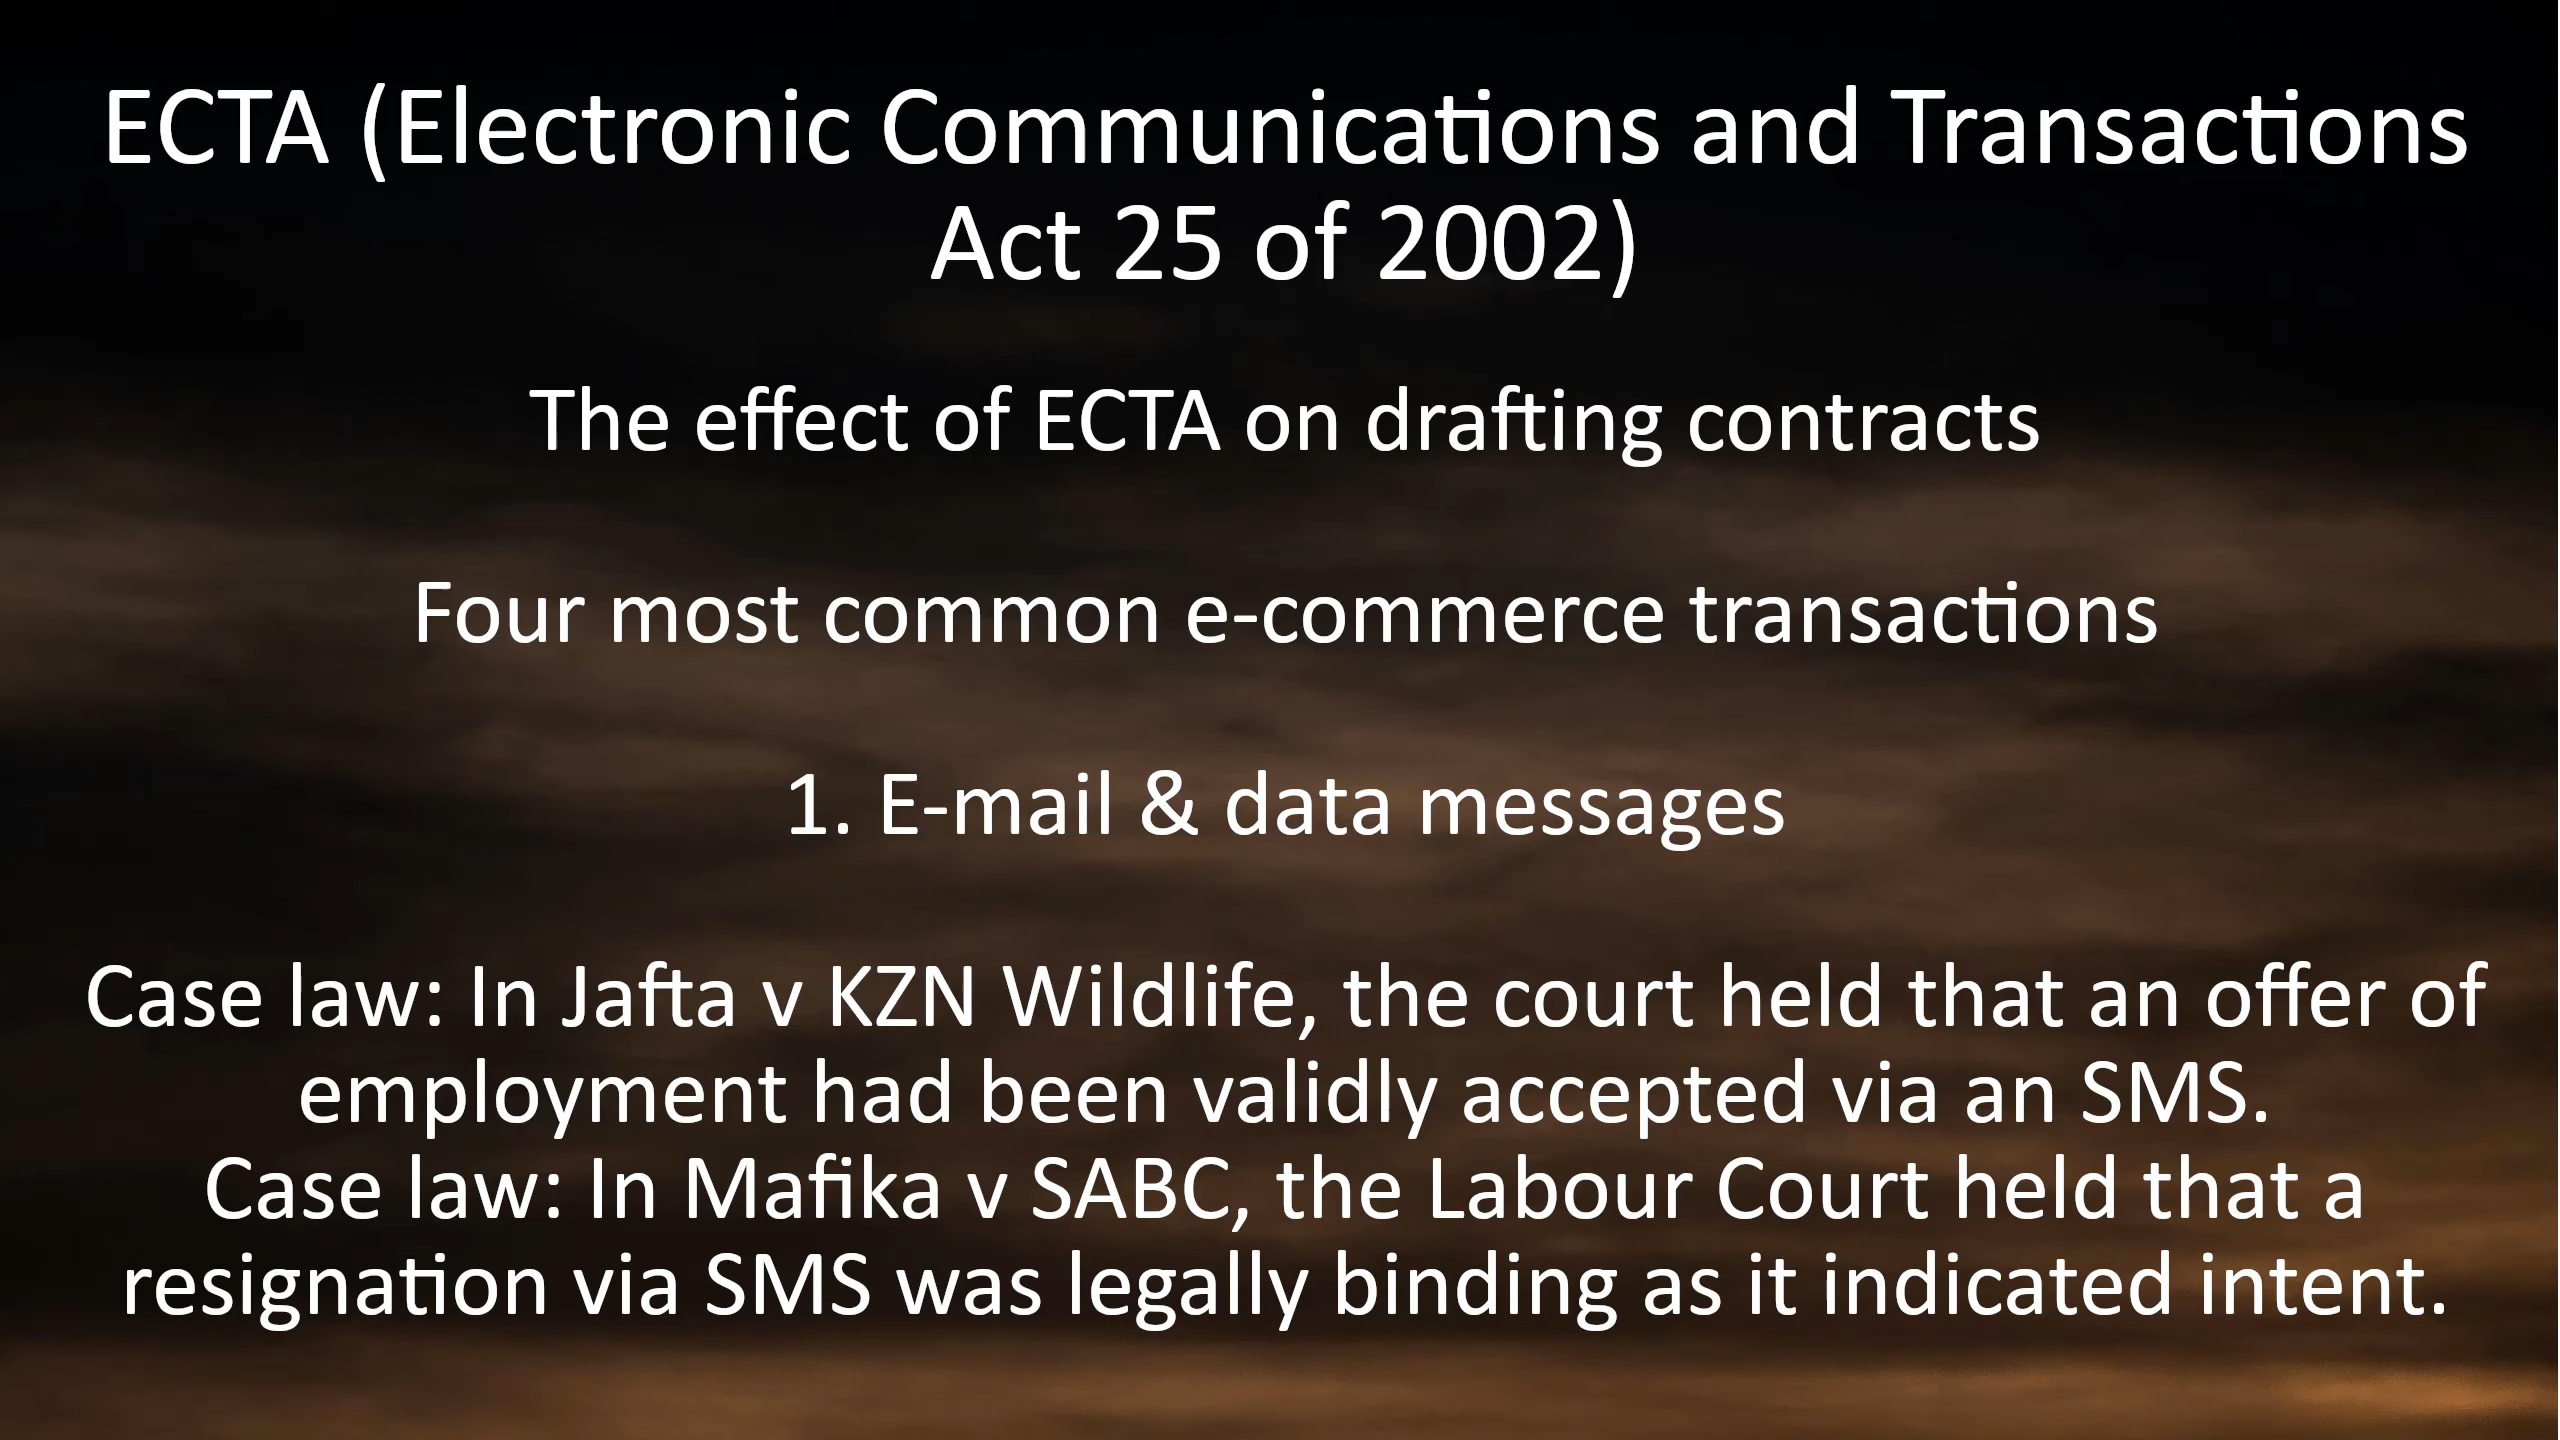 ECTA (Electronic Communications and Transactions
Act 25 of 2002)
The effect of ECTA on drafting contracts
Four most common e-commerce transactions
1. E-mail & data messages
Case law: In Jafta v KZN Wildlife, the court held that an offer of
employment had been validly accepted via an SMS.
Case law: In Mafika v SABC, the Labour Court held that a
resignation via SMS was legally binding as it indicated intent.